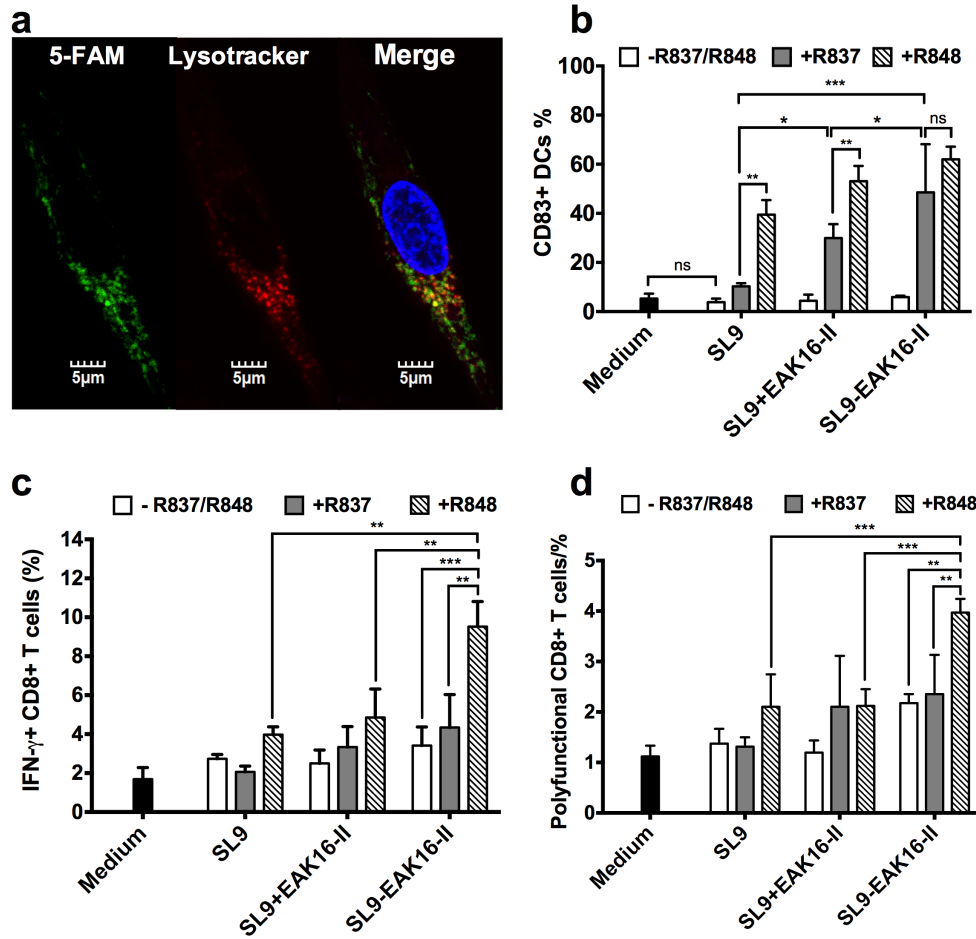 a
5-FAM Lysotracker Merge
5µm 5µm 5µm
b
-R837/R848 +R837 +R848
CD83+ DCs %
100
80
60
40
20
0
ns
**
*
**
***
*
ns
Medium
SL9
SL9+EAK16-II
SL9-EAK16-II
c
- R837/R848 +R837 +R848
IFN-γ+ CD8+ T cells (%)
14
12
10
8
6
4
2
0
**
**
***
**
Medium
SL9
SL9+EAK16-II
SL9-EAK16-II
d
- R837/R848 +R837 +R848
Polyfunctional CD8+ T cells/%
5
4
3
2
1
0
***
***
**
**
Medium
SL9
SL9+EAK16-II
SL9-EAK16-II